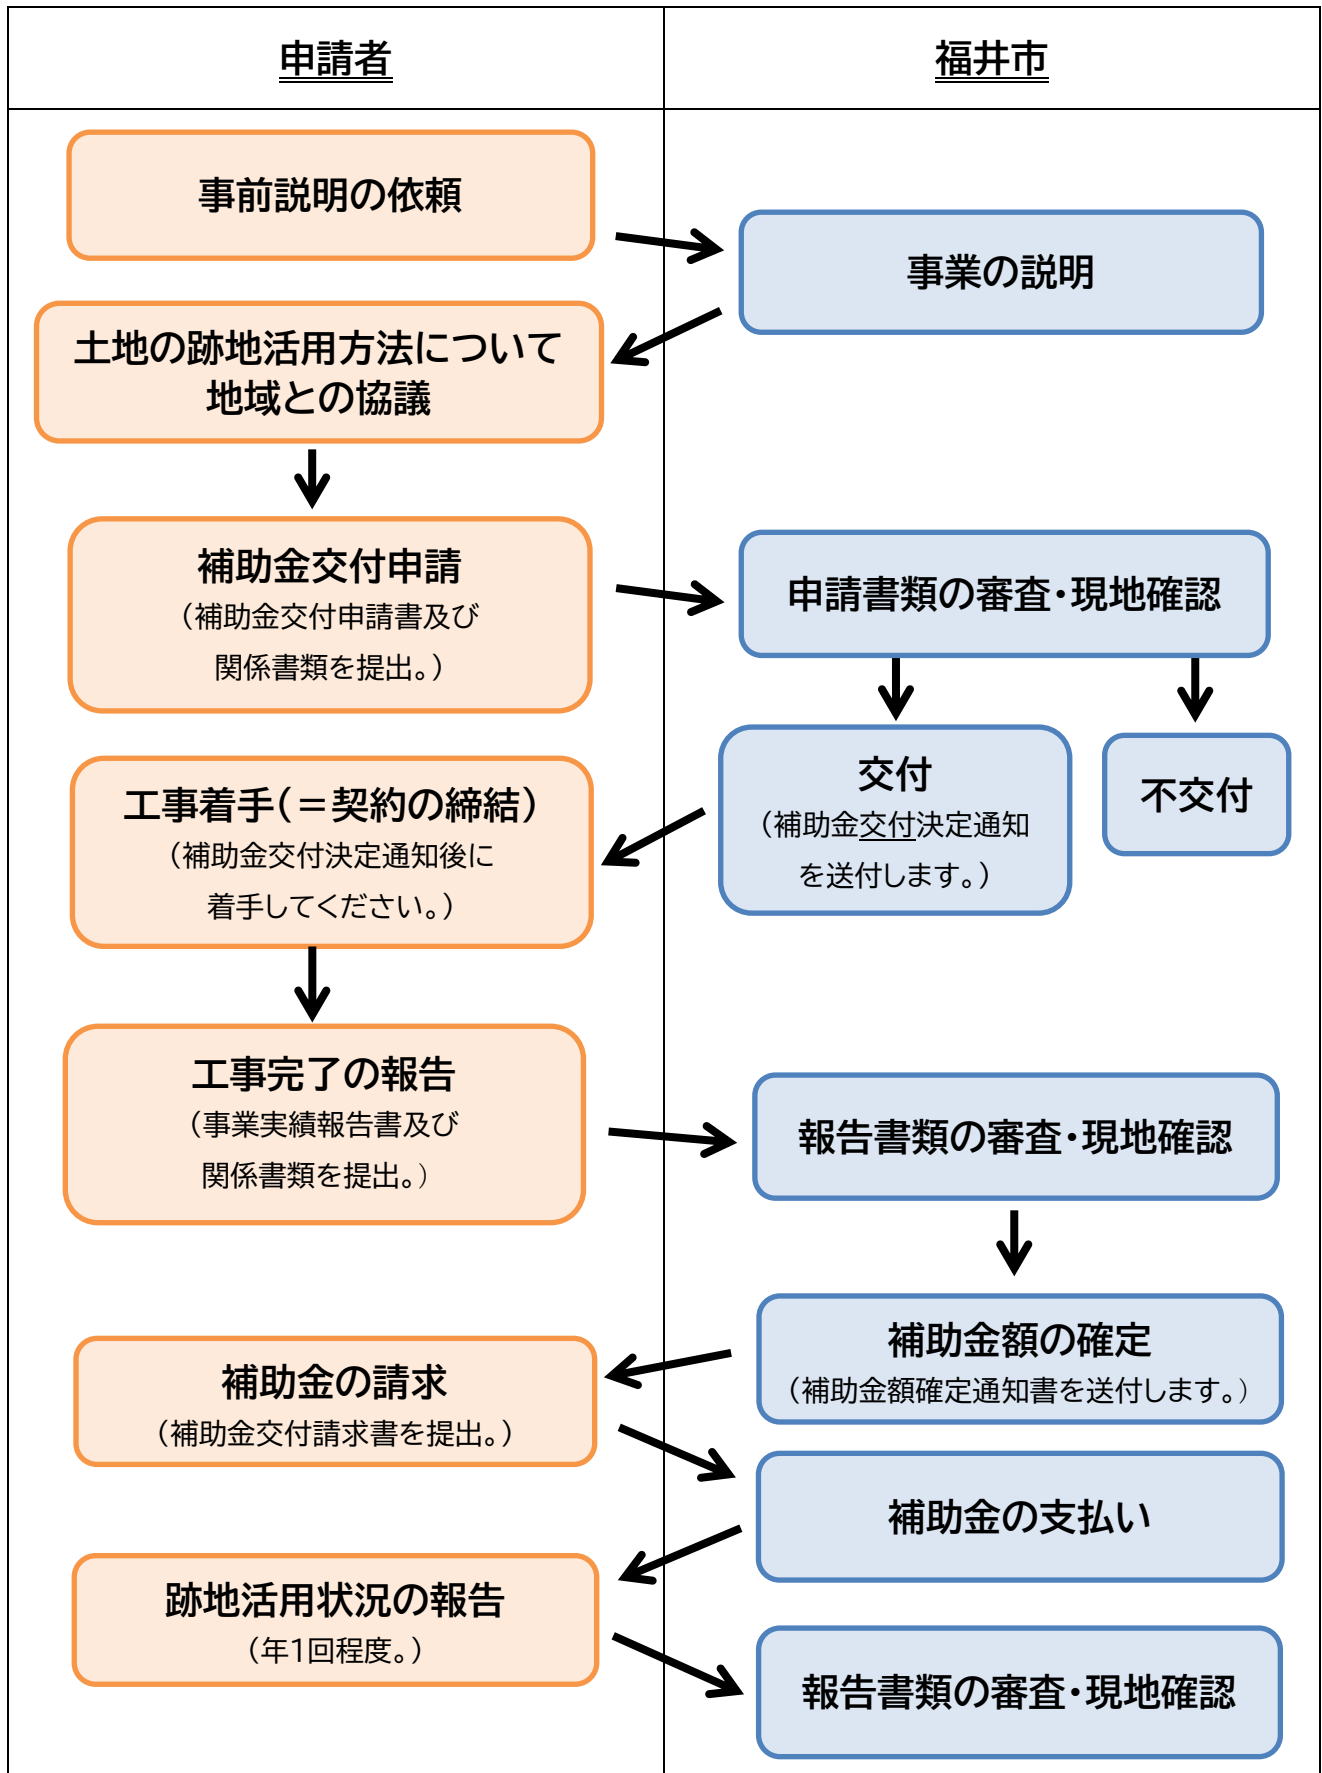 申請者
福井市
事前説明の依頼
事業の説明
土地の跡地活用方法について
地域との協議
補助金交付申請
（補助金交付申請書及び
関係書類を提出。）
申請書類の審査・現地確認
交付
（補助金交付決定通知
を送付します。）
不交付
工事着手（＝契約の締結）
（補助金交付決定通知後に
着手してください。）
工事完了の報告
（事業実績報告書及び
関係書類を提出。）
報告書類の審査・現地確認
補助金額の確定
（補助金額確定通知書を送付します。）
補助金の請求
（補助金交付請求書を提出。）
補助金の支払い
跡地活用状況の報告
（年１回程度。）
報告書類の審査・現地確認